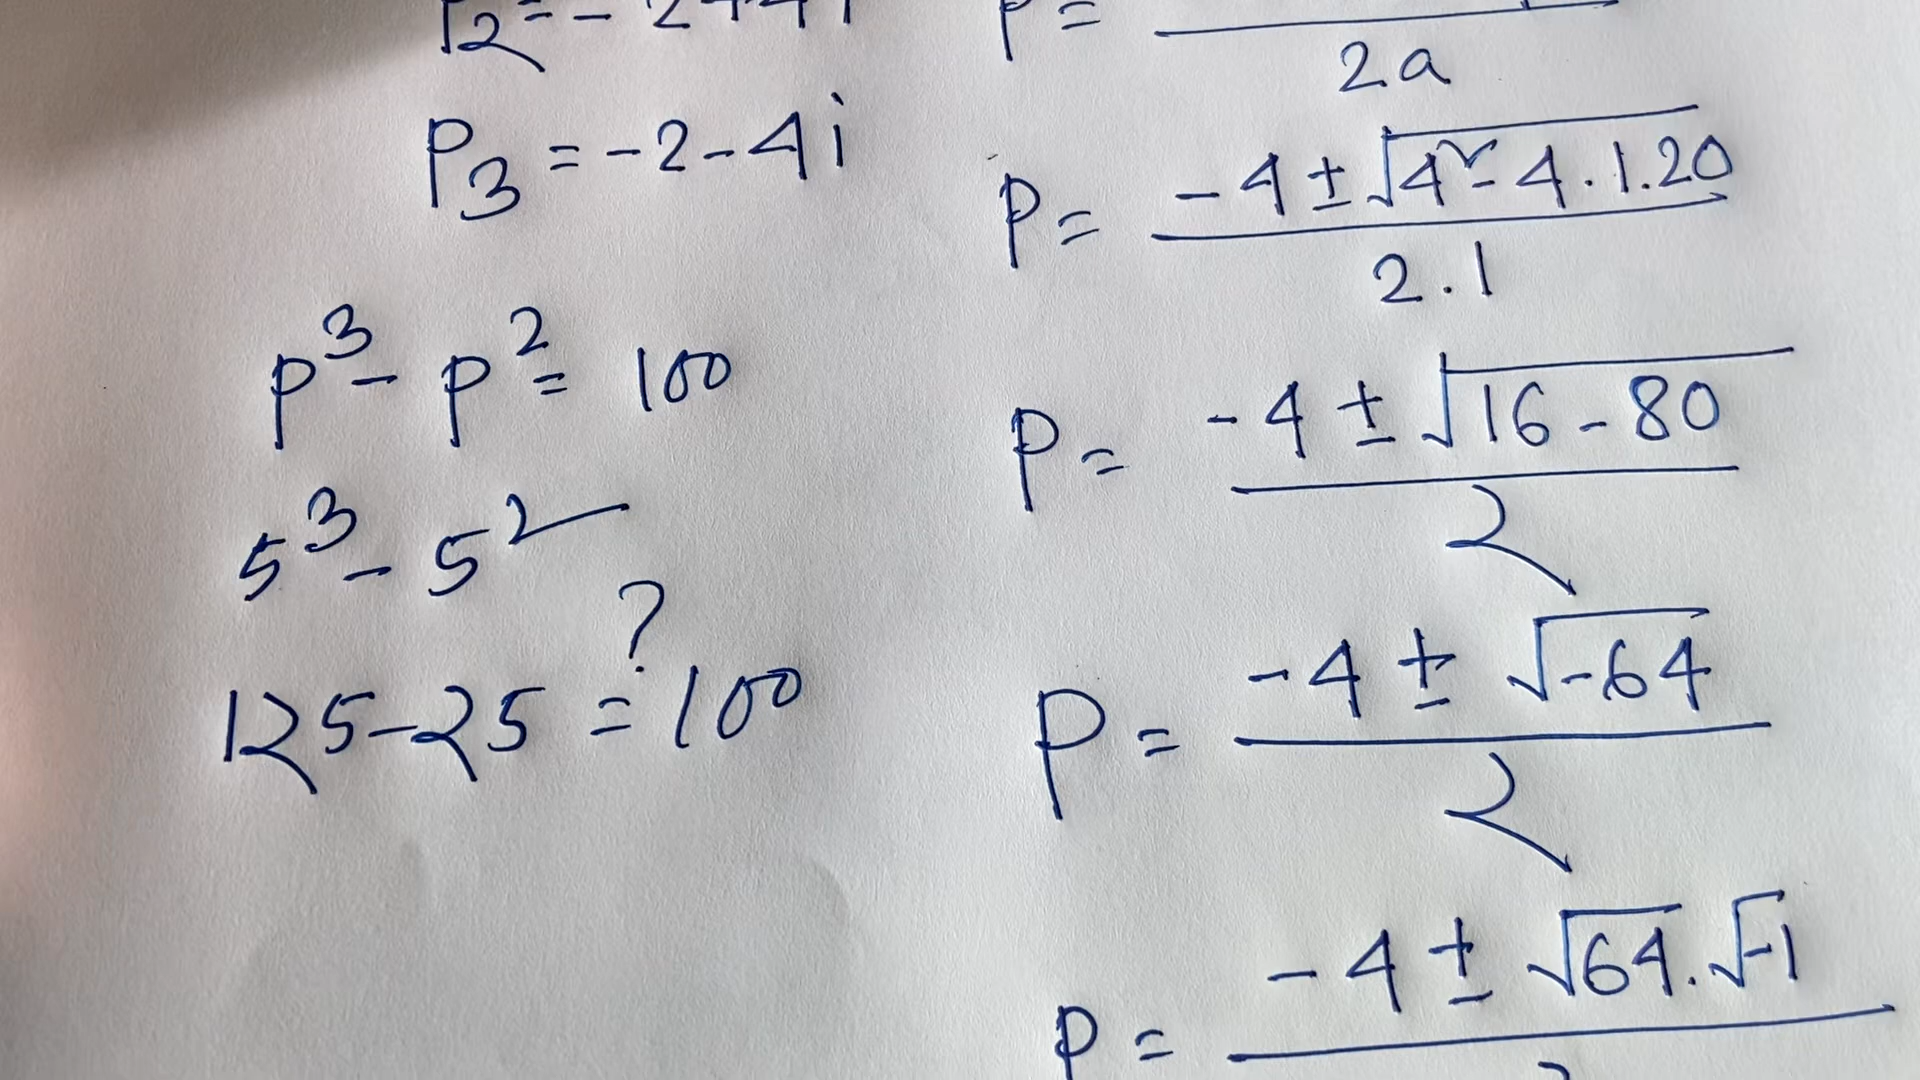 P₃ = -2 - 4i
p³ - p² = 100
5³ - 5²
?
125 - 25 = 100
P =
2a
P = (-4 ± √(4² - 4.1.20)) / 2.1
P = (-4 ± √(16 - 80)) / 2
P = (-4 ± √-64) / 2
P = (-4 ± √64 . √-1) /